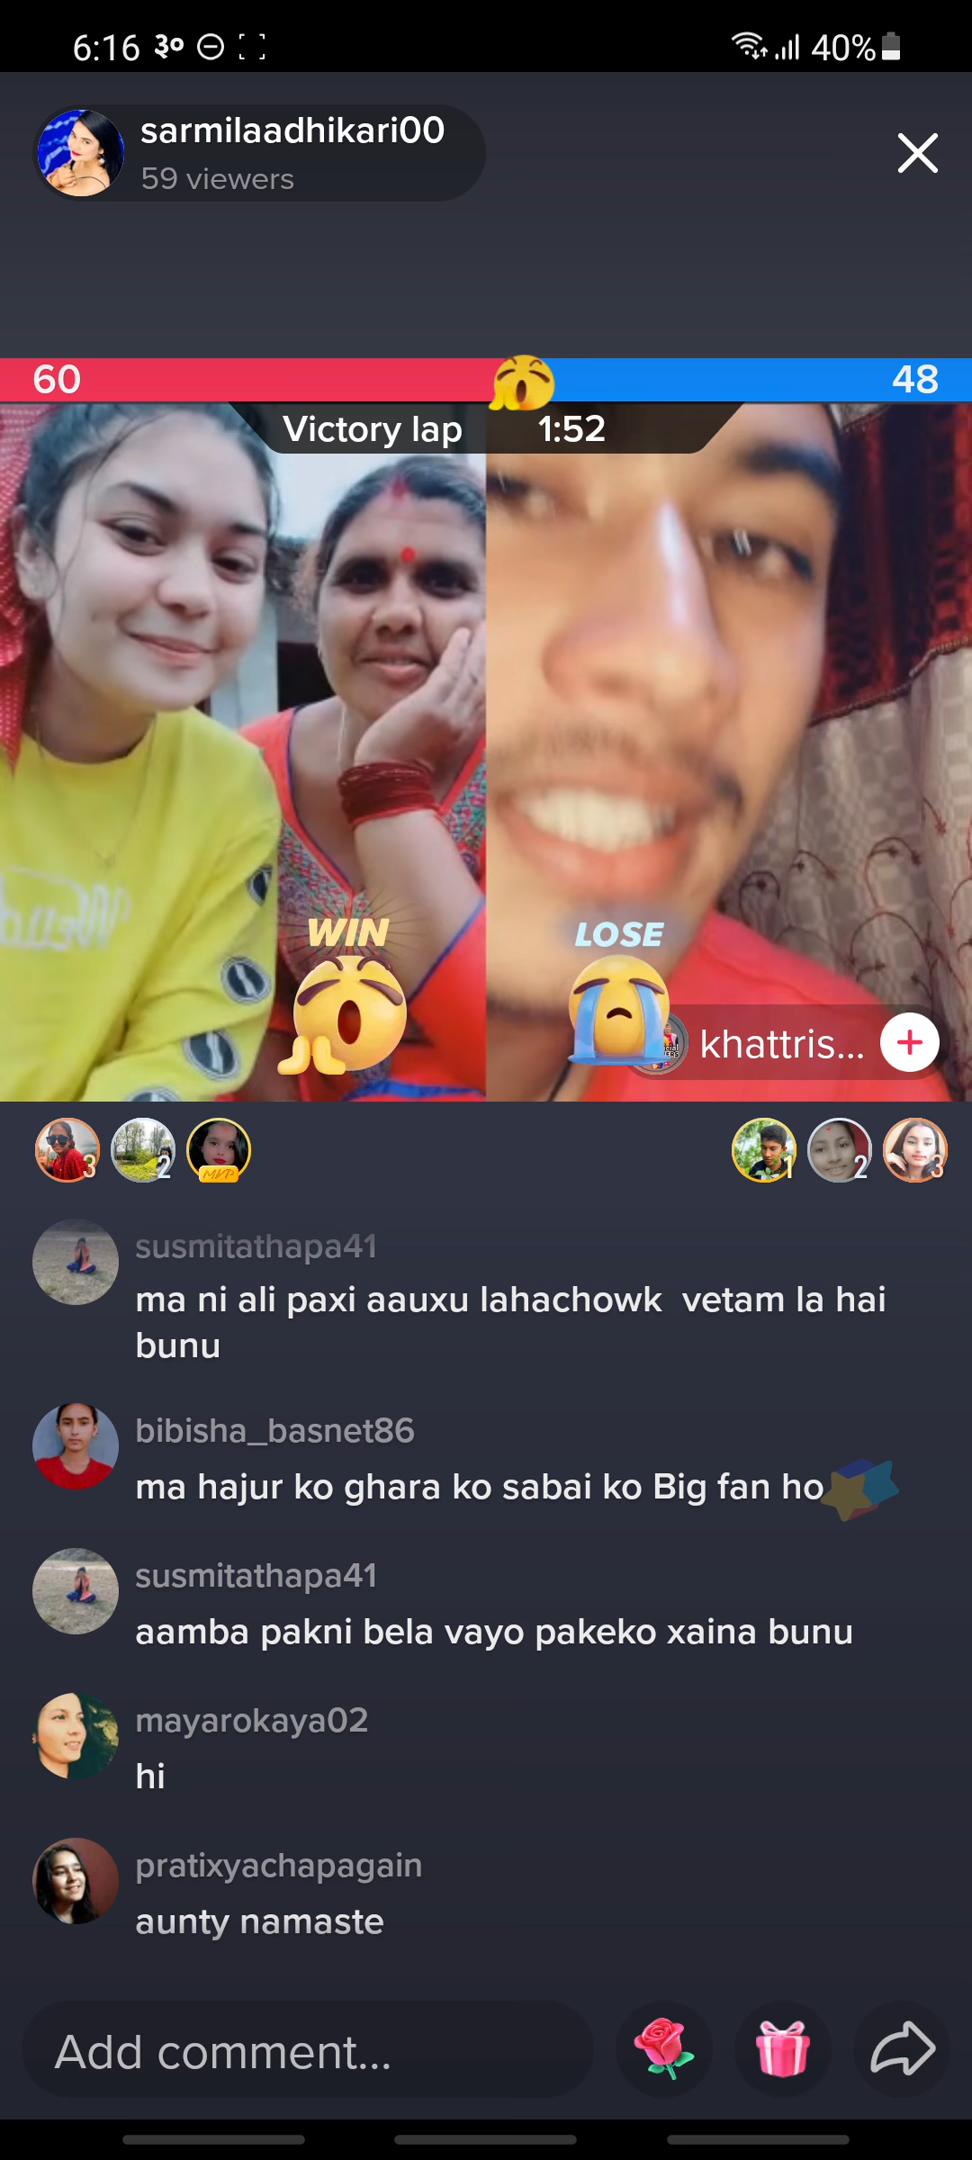 6:16 ३० 40%
sarmilaadhikari00
59 viewers
60 48
Victory lap 1:52
WIN LOSE
khattris...
3 2 MVP 1 2 3
susmitathapa41
ma ni ali paxi aauxu lahachowk vetam la hai
bunu
bibisha_basnet86
ma hajur ko ghara ko sabai ko Big fan ho
susmitathapa41
aamba pakni bela vayo pakeko xaina bunu
mayarokaya02
hi
pratixyachapagain
aunty namaste
Add comment...